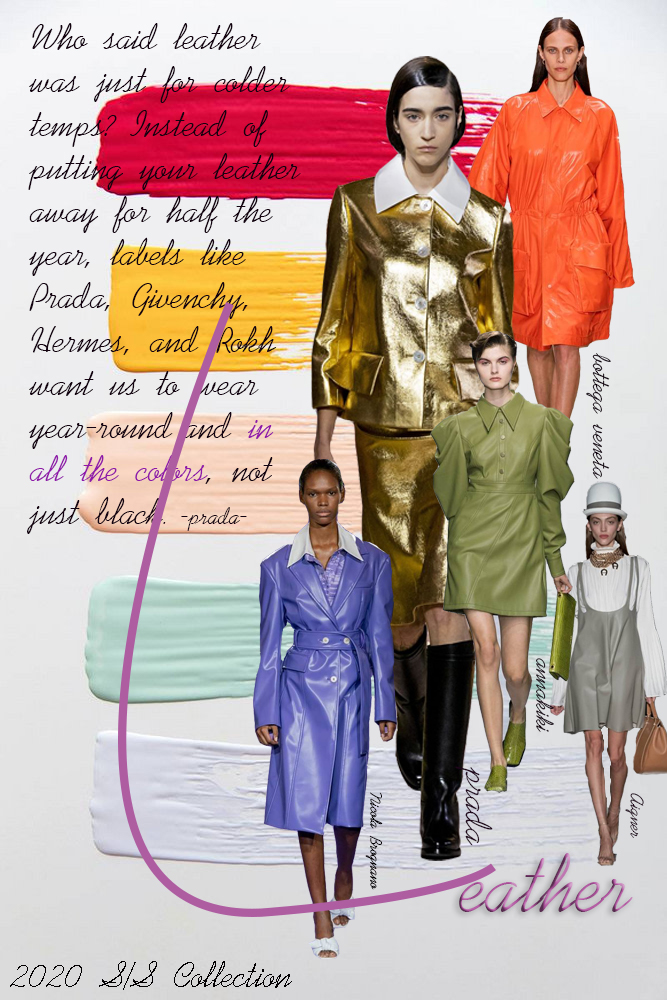 Who said leather
was just for colder
temps? Instead of
putting your leather
away for half the
year, labels like
Prada, Givenchy,
Hermes, and Rokh
want us to wear
year-round and in
all the colors, not
just black. -prada-
bottega veneta
annakiki
prada
Nicola Brognano
Aigner
Leather
2020 S/S Collection